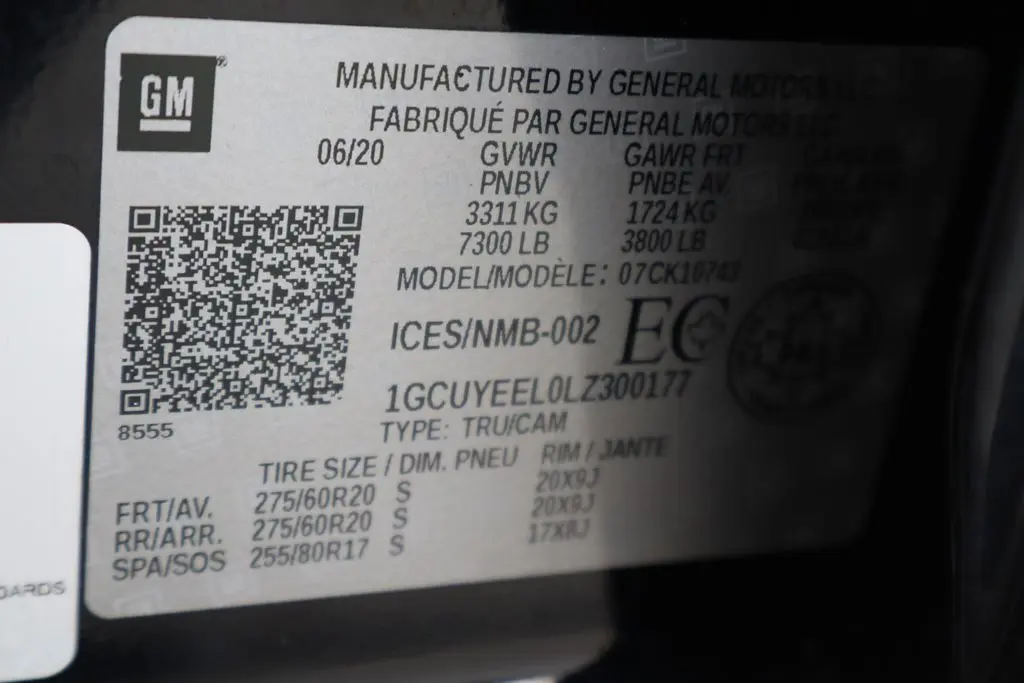 GM
MANUFACTURED BY GENERAL MOTORS LLC
FABRIQUÉ PAR GENERAL MOTORS LLC
06/20 GVWR GAWR FRT
PNBV PNBE AV.
3311 KG 1724 KG
7300 LB 3800 LB
MODEL/MODÈLE: 07CK10743
ICES/NMB-002 EC
1GCUYEEL0LZ300177
8555
TYPE: TRU/CAM
TIRE SIZE / DIM. PNEU RIM / JANTE
FRT/AV. 275/60R20 S 20X9J
RR/ARR. 275/60R20 S 20X9J
SPA/SOS 255/80R17 S 17X8J